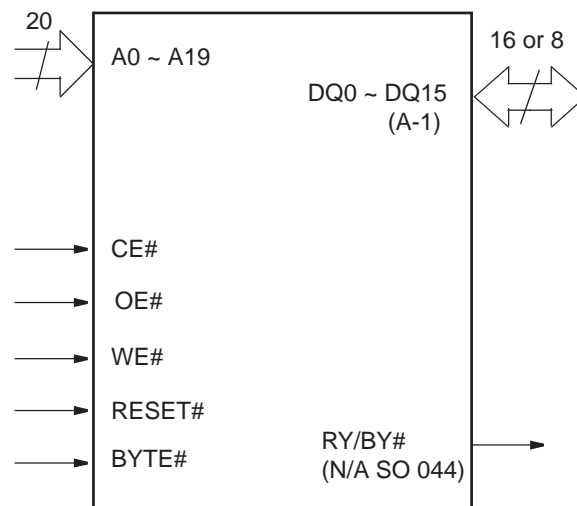 20
A0 ~ A19
16 or 8
DQ0 ~ DQ15
(A-1)
CE#
OE#
WE#
RESET#
BYTE#
RY/BY#
(N/A SO 044)